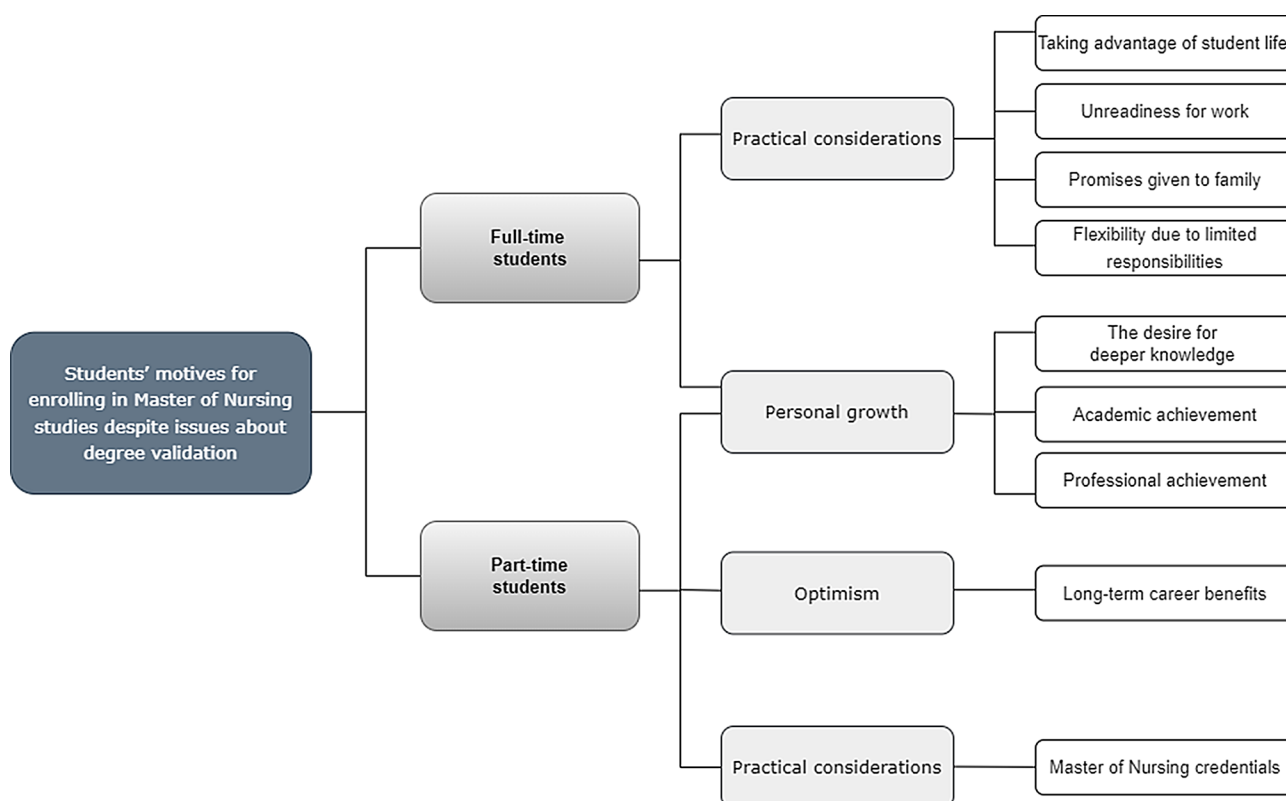 Students’ motives for
enrolling in Master of Nursing
studies despite issues about
degree validation
Full-time
students
Part-time
students
Practical considerations
Personal growth
Optimism
Practical considerations
Taking advantage of student life
Unreadiness for work
Promises given to family
Flexibility due to limited
responsibilities
The desire for
deeper knowledge
Academic achievement
Professional achievement
Long-term career benefits
Master of Nursing credentials